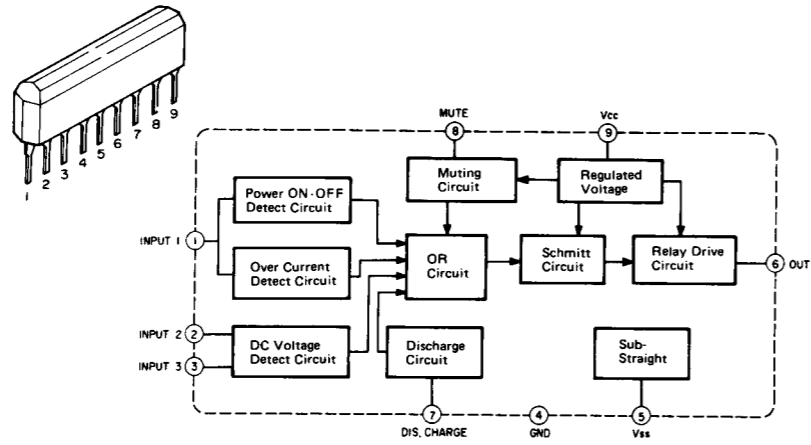 1
2
3
4
5
6
7
8
9
MUTE
8
Vcc
9
Muting
Circuit
Regulated
Voltage
Power ON-OFF
Detect Circuit
INPUT 1
1
Over Current
Detect Circuit
OR
Circuit
Schmitt
Circuit
Relay Drive
Circuit
6
OUT
INPUT 2
2
INPUT 3
3
DC Voltage
Detect Circuit
Discharge
Circuit
Sub-
Straight
7
DIS. CHARGE
4
GND
5
Vss